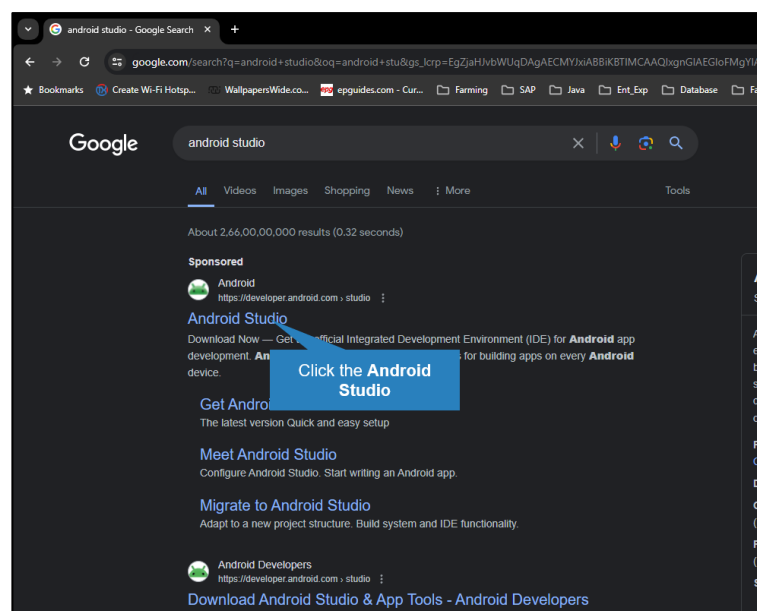 android studio - Google Search
google.com/search?q=android+studio&oq=android+stu&gs_lcrp=EgZjaHJvbWUqDAgAECMYJxiABBiKBTIMCAAQIxgnGIAEGIoFMgYIA
Bookmarks Create Wi-Fi Hotsp... WallpapersWide.co... epguides.com - Cur... Farming SAP Java Ent_Exp Database
Google android studio
All Videos Images Shopping News More Tools
About 2,66,00,00,000 results (0.32 seconds)
Sponsored
Android
https://developer.android.com › studio
Android Studio
Download Now — Get official Integrated Development Environment (IDE) for Android app
development. for building apps on every Android
device.
Click the Android
Studio
Get
The latest version Quick and easy setup
Meet Android Studio
Configure Android Studio. Start writing an Android app.
Migrate to Android Studio
Adapt to a new project structure. Build system and IDE functionality.
Android Developers
https://developer.android.com › studio
Download Android Studio & App Tools - Android Developers